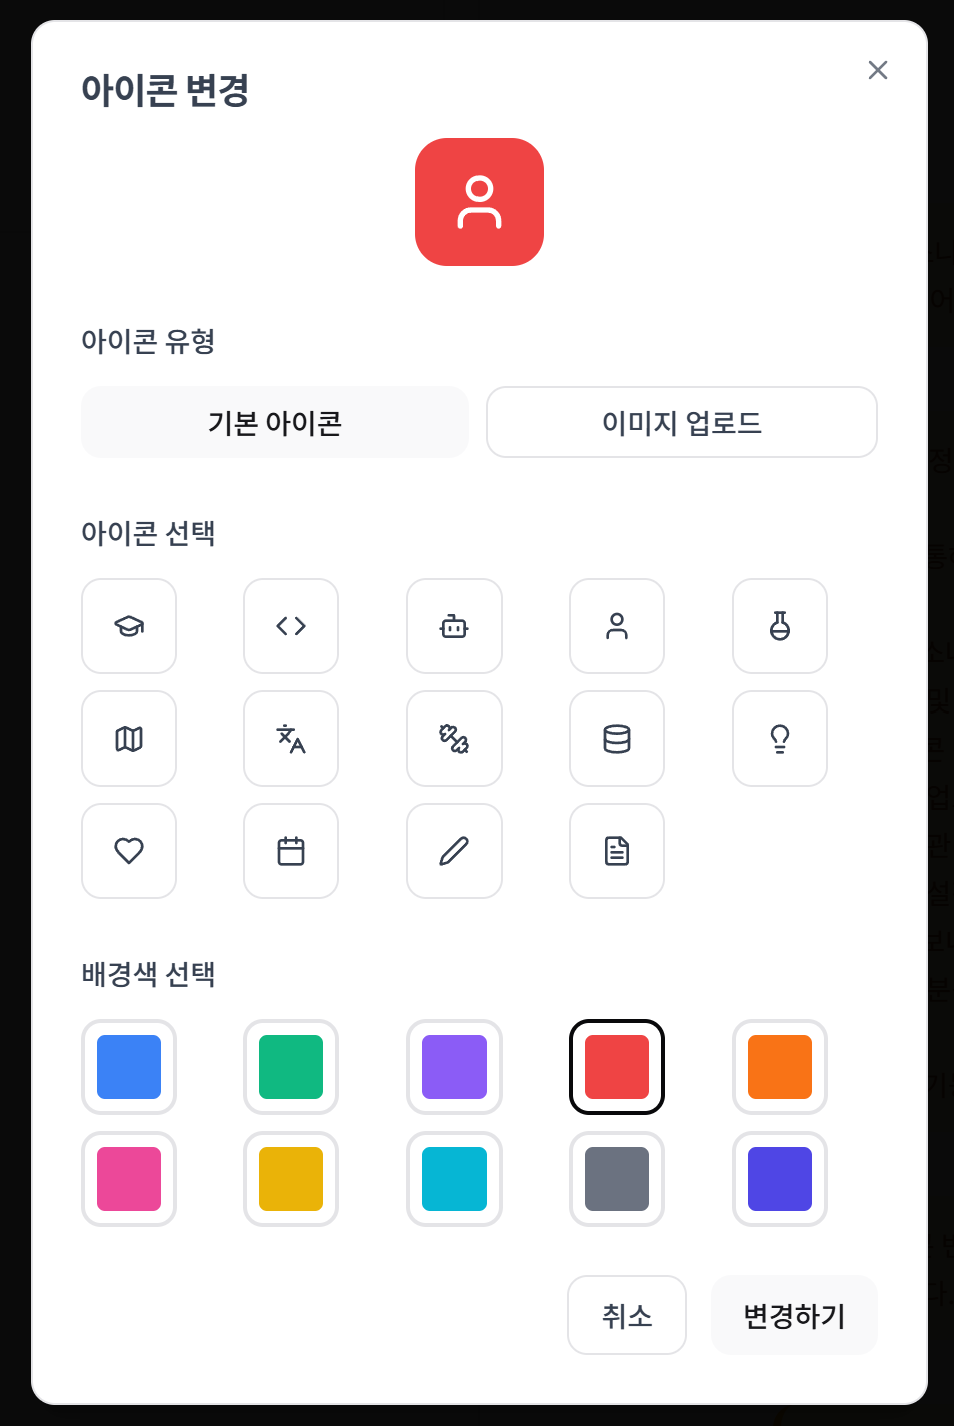 아이콘 변경
아이콘 유형
기본 아이콘
이미지 업로드
아이콘 선택
배경색 선택
취소
변경하기